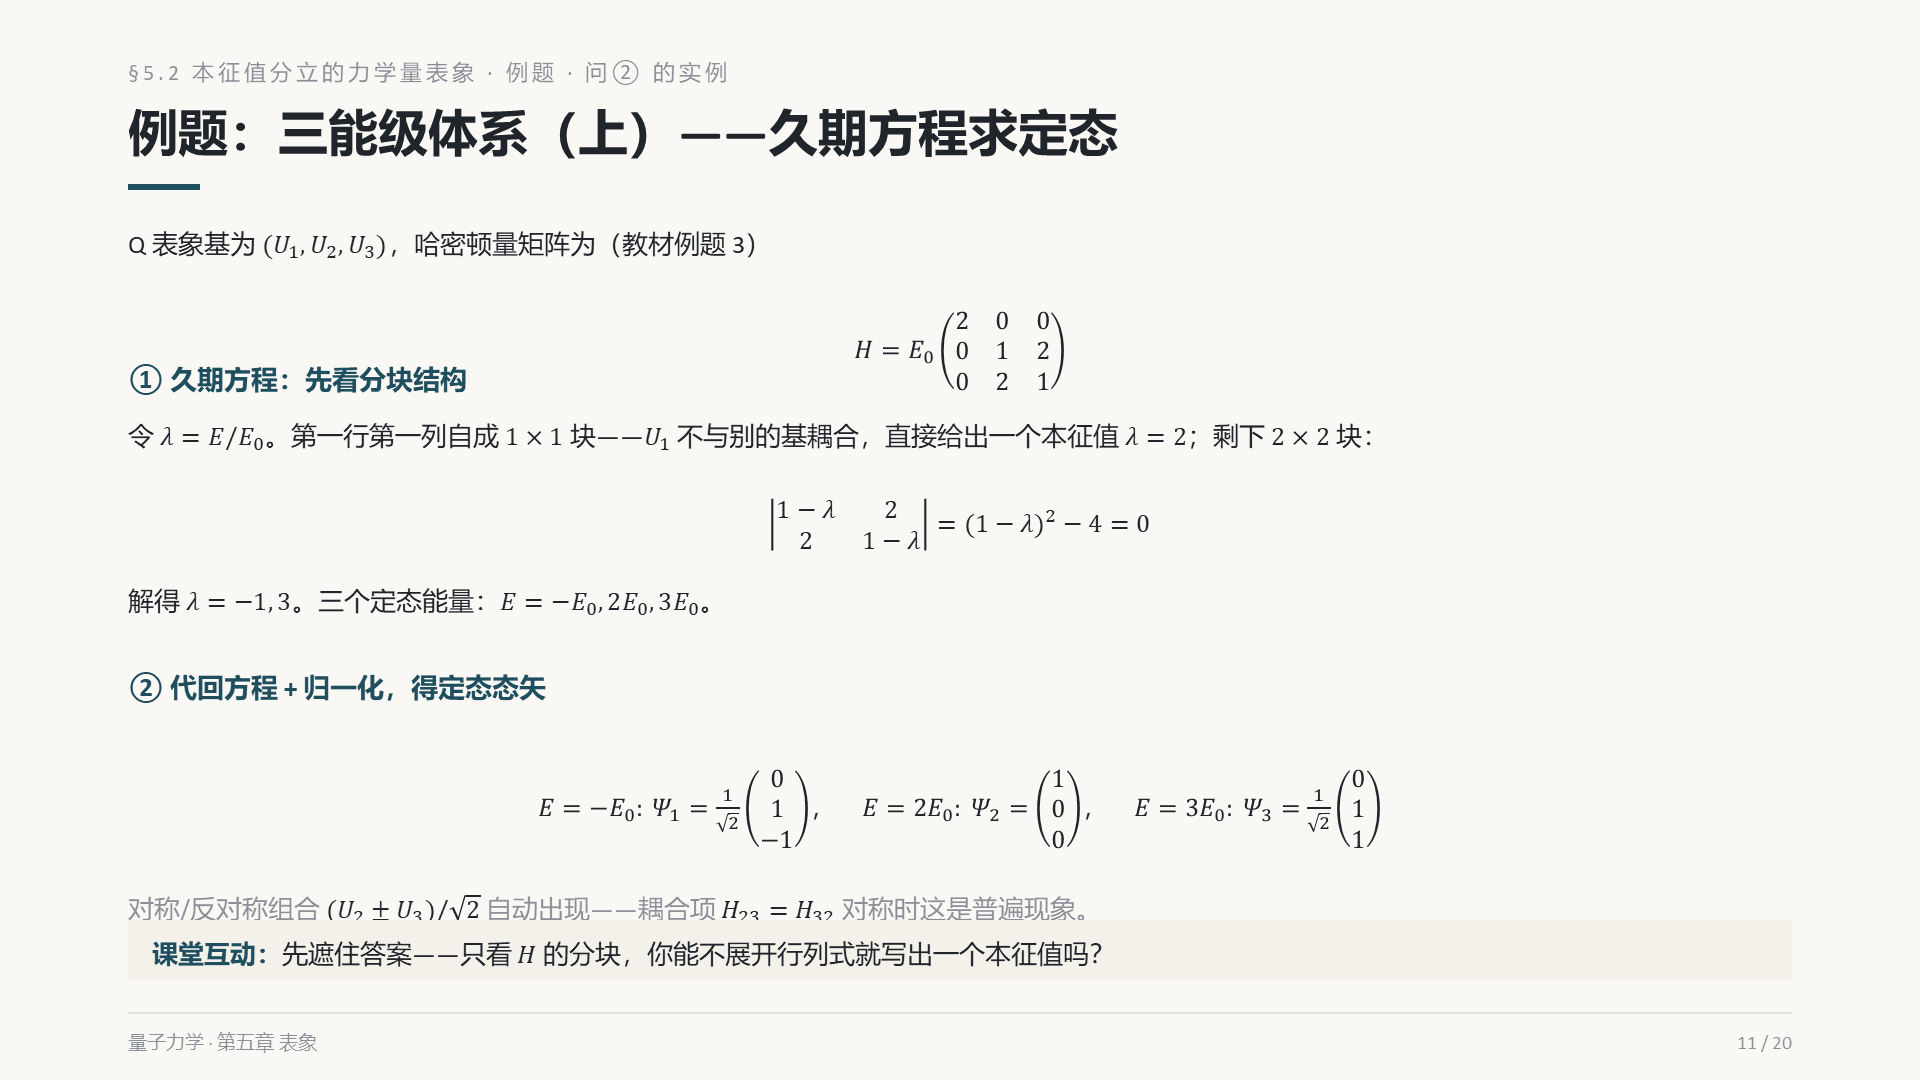 §5.2 本征值分立的力学量表象 · 例题 · 问② 的实例
例题：三能级体系（上）——久期方程求定态
Q 表象基为 (U₁, U₂, U₃)，哈密顿量矩阵为（教材例题 3）
H = E₀ (2 0 0; 0 1 2; 0 2 1)
① 久期方程：先看分块结构
令 λ = E/E₀。第一行第一列自成 1 × 1 块——U₁ 不与别的基耦合，直接给出一个本征值 λ = 2；剩下 2 × 2 块：
|1 − λ 2; 2 1 − λ| = (1 − λ)² − 4 = 0
解得 λ = −1, 3。三个定态能量：E = −E₀, 2E₀, 3E₀。
② 代回方程 + 归一化，得定态态矢
E = −E₀: Ψ₁ = 1/√2 (0; 1; −1), E = 2E₀: Ψ₂ = (1; 0; 0), E = 3E₀: Ψ₃ = 1/√2 (0; 1; 1)
对称/反对称组合 (U₂ ± U₃)/√2 自动出现——耦合项 H₂₃ = H₃₂ 对称时这是普遍现象。
课堂互动：先遮住答案——只看 H 的分块，你能不展开行列式就写出一个本征值吗？
量子力学 · 第五章 表象
11 / 20